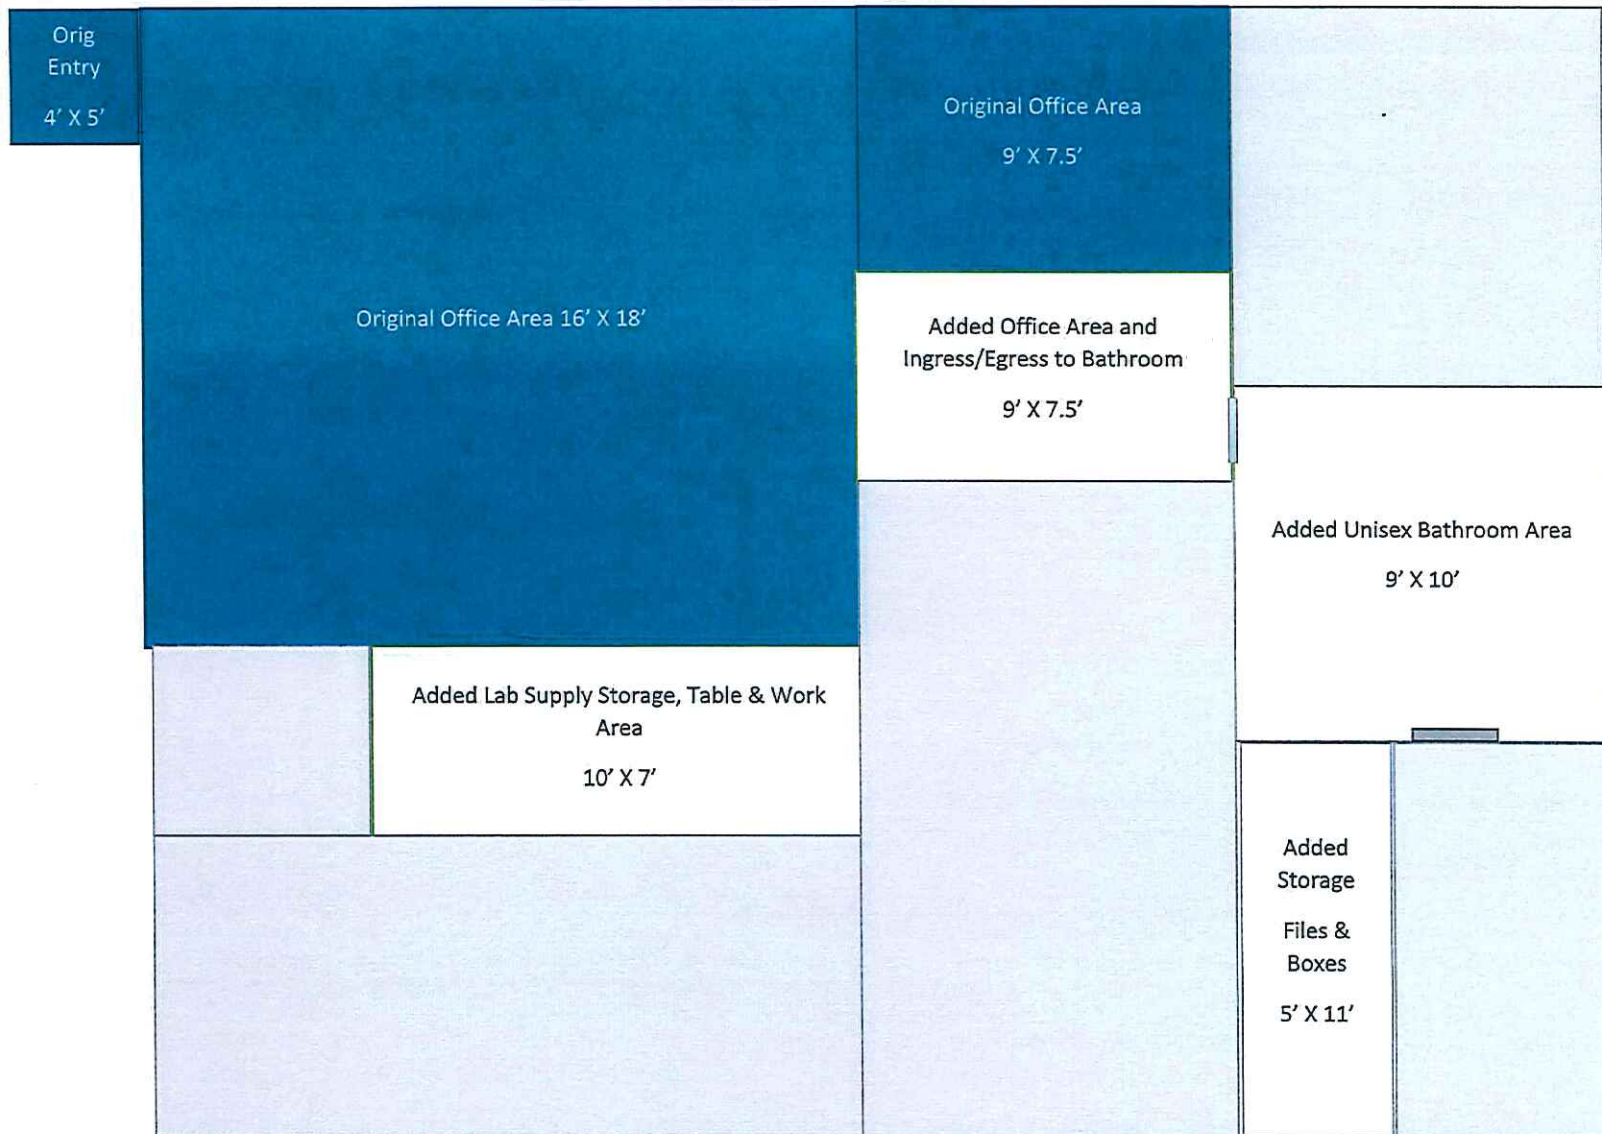 Orig
Entry
4′ X 5′
Original Office Area 16′ X 18′
Original Office Area
9′ X 7.5′
Added Office Area and
Ingress/Egress to Bathroom
9′ X 7.5′
Added Unisex Bathroom Area
9′ X 10′
Added Lab Supply Storage, Table & Work
Area
10′ X 7′
Added
Storage
Files &
Boxes
5′ X 11′